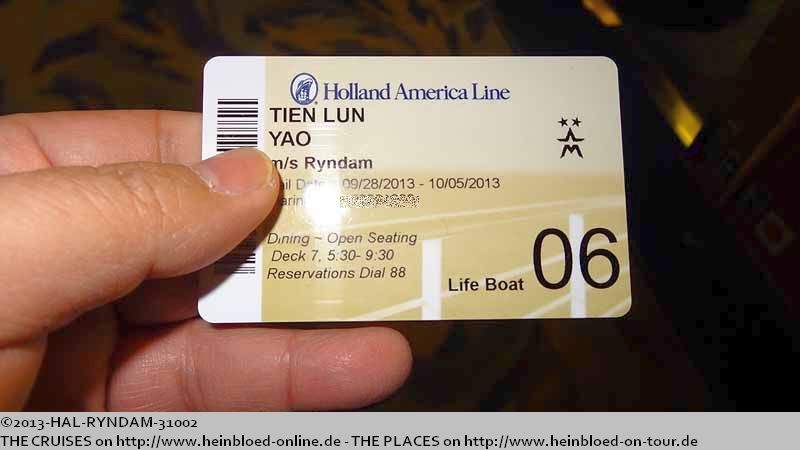 Holland America Line
TIEN LUN
YAO
m/s Ryndam
09/28/2013 - 10/05/2013
Dining ~ Open Seating
Deck 7, 5:30- 9:30
Reservations Dial 88
Life Boat 06
©2013-HAL-RYNDAM-31002
THE CRUISES on http://www.heinbloed-online.de - THE PLACES on http://www.heinbloed-on-tour.de